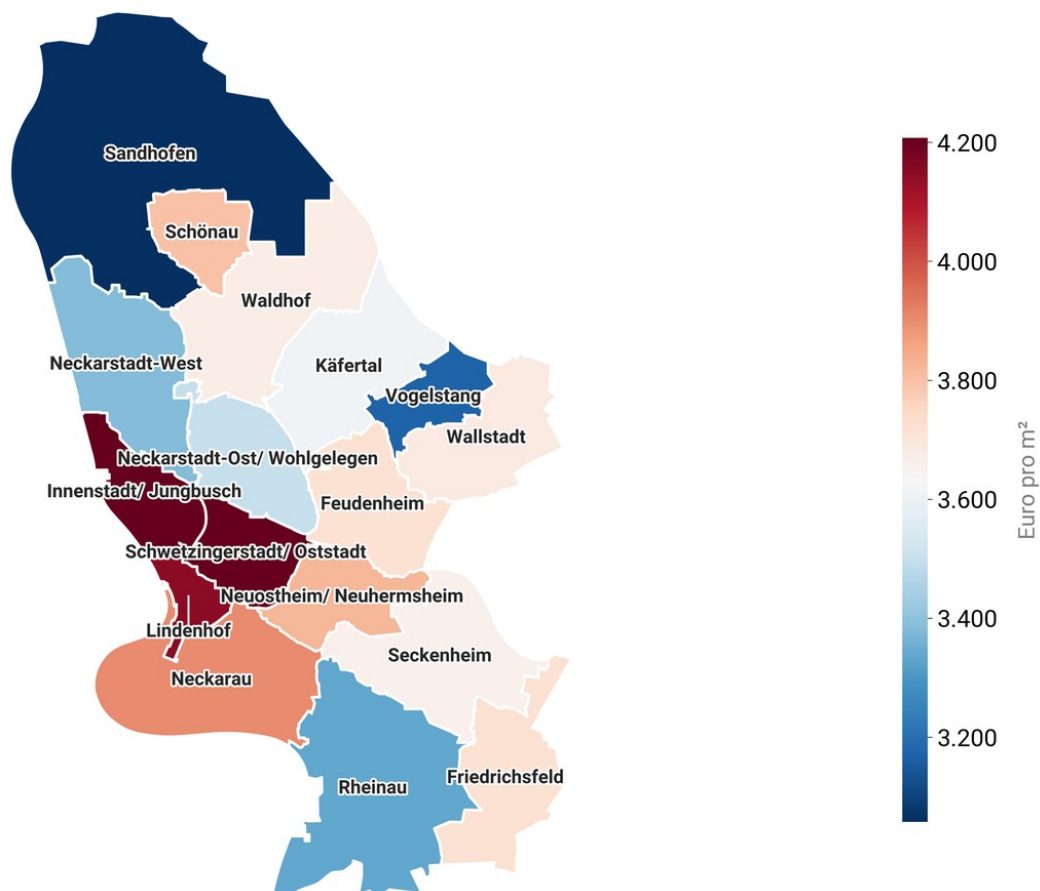 Sandhofen
Schönau
Waldhof
Neckarstadt-West
Käfertal
Vogelstang
Wallstadt
Neckarstadt-Ost/ Wohlgelegen
Innenstadt/ Jungbusch
Feudenheim
Schwetzingerstadt/ Oststadt
Neuostheim/ Neuhermsheim
Lindenhof
Seckenheim
Neckarau
Friedrichsfeld
Rheinau
4.200
4.000
3.800
3.600
3.400
3.200
Euro pro m²